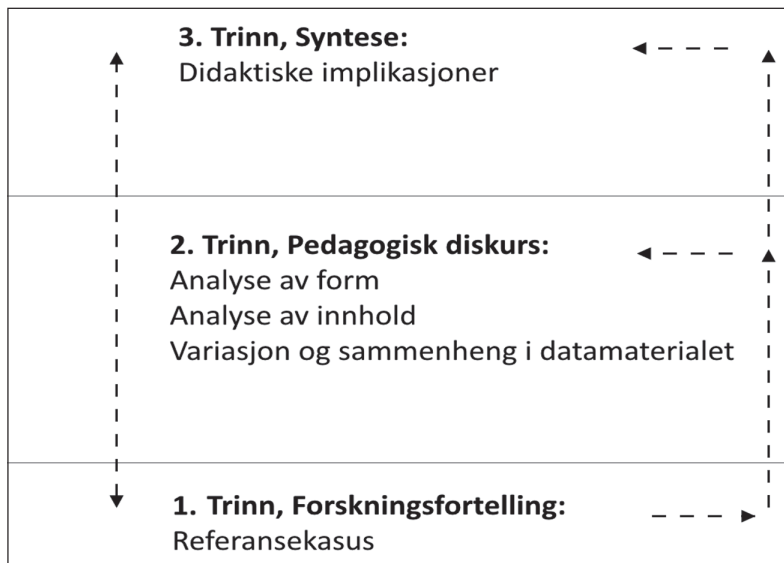 3. Trinn, Syntese:
Didaktiske implikasjoner
2. Trinn, Pedagogisk diskurs:
Analyse av form
Analyse av innhold
Variasjon og sammenheng i datamaterialet
1. Trinn, Forskningsfortelling:
Referansekasus